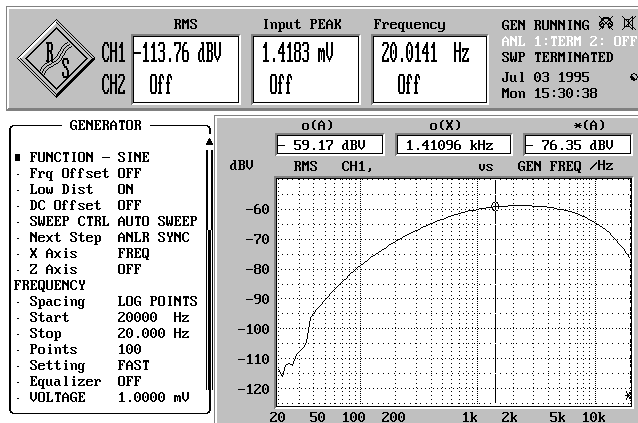 RMS Input PEAK Frequency GEN RUNNING
R S CH1 -113.76 dBV 1.4183 mV 20.0141 Hz ANL 1:TERM 2: OFF
CH2 Off Off Off SWP TERMINATED
Jul 03 1995
Mon 15:30:38
GENERATOR
FUNCTION - SINE
Frq Offset OFF
Low Dist ON
DC Offset OFF
SWEEP CTRL AUTO SWEEP
Next Step ANLR SYNC
X Axis FREQ
Z Axis OFF
FREQUENCY
Spacing LOG POINTS
Start 20000 Hz
Stop 20.000 Hz
Points 100
Setting FAST
Equalizer OFF
VOLTAGE 1.0000 mV
o(A) o(X) *(A)
- 59.17 dBV 1.41096 kHz - 76.35 dBV
dBV RMS CH1, vs GEN FREQ /Hz
-60
-70
-80
-90
-100
-110
-120
20 50 100 200 1k 2k 5k 10k